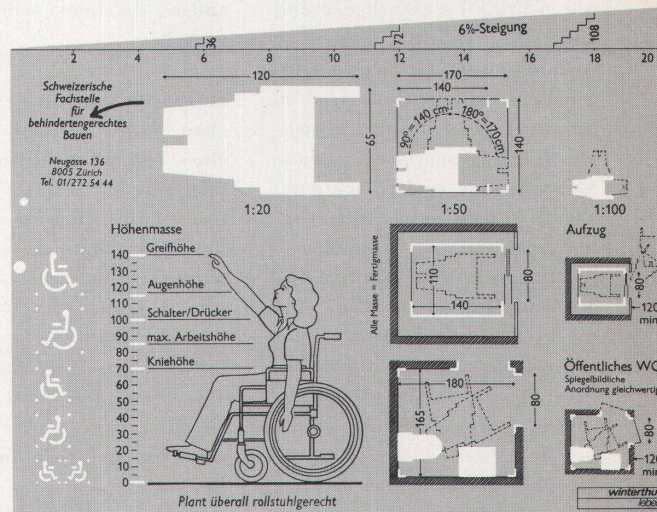 6%-Steigung
36
72
108
2 4 6 8 10 12 14 16 18 20
Schweizerische
Fachstelle
für
behindertengerechtes
Bauen
Neugasse 136
8005 Zürich
Tel. 01/272 54 44
120
65
1:20
170
140
90°=140 cm 180°=170cm
140
1:50
1:100
Höhenmasse
Greifhöhe
Augenhöhe
Schalter/Drücker
max. Arbeitshöhe
Kniehöhe
140
130
120
110
100
90
80
70
60
50
40
30
20
10
0
Plant überall rollstuhlgerecht
Alle Masse = Fertigmasse
110
140
80
180
165
80
Aufzug
80
120
min
Öffentliches WC
Spiegelbildliche
Anordnung gleichwertig
80
120
min
winterthu
lebe